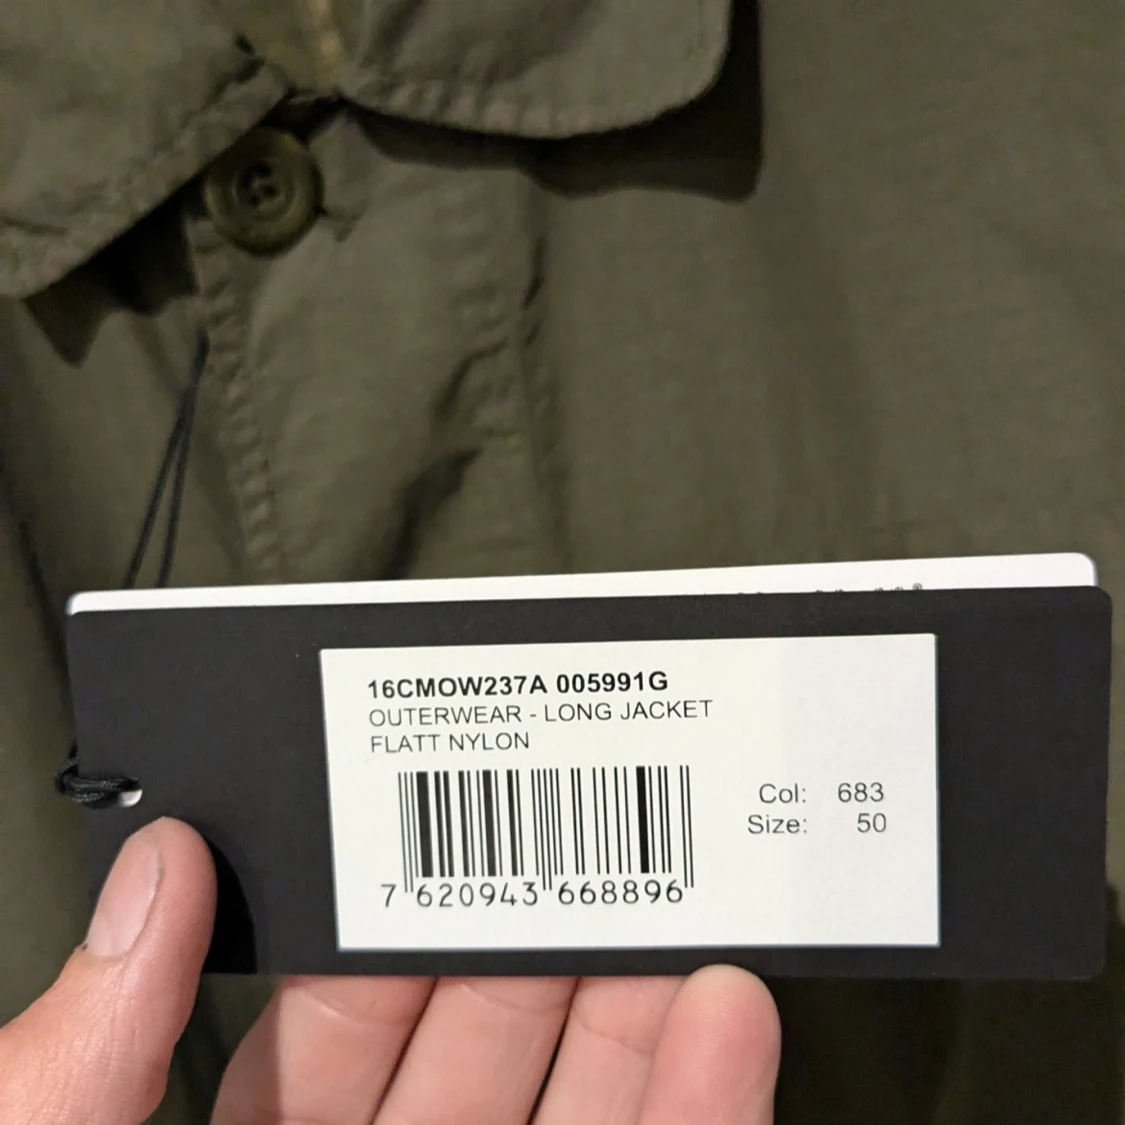 16CMOW237A 005991G
OUTERWEAR - LONG JACKET
FLATT NYLON
Col: 683
Size: 50
7 620943 668896